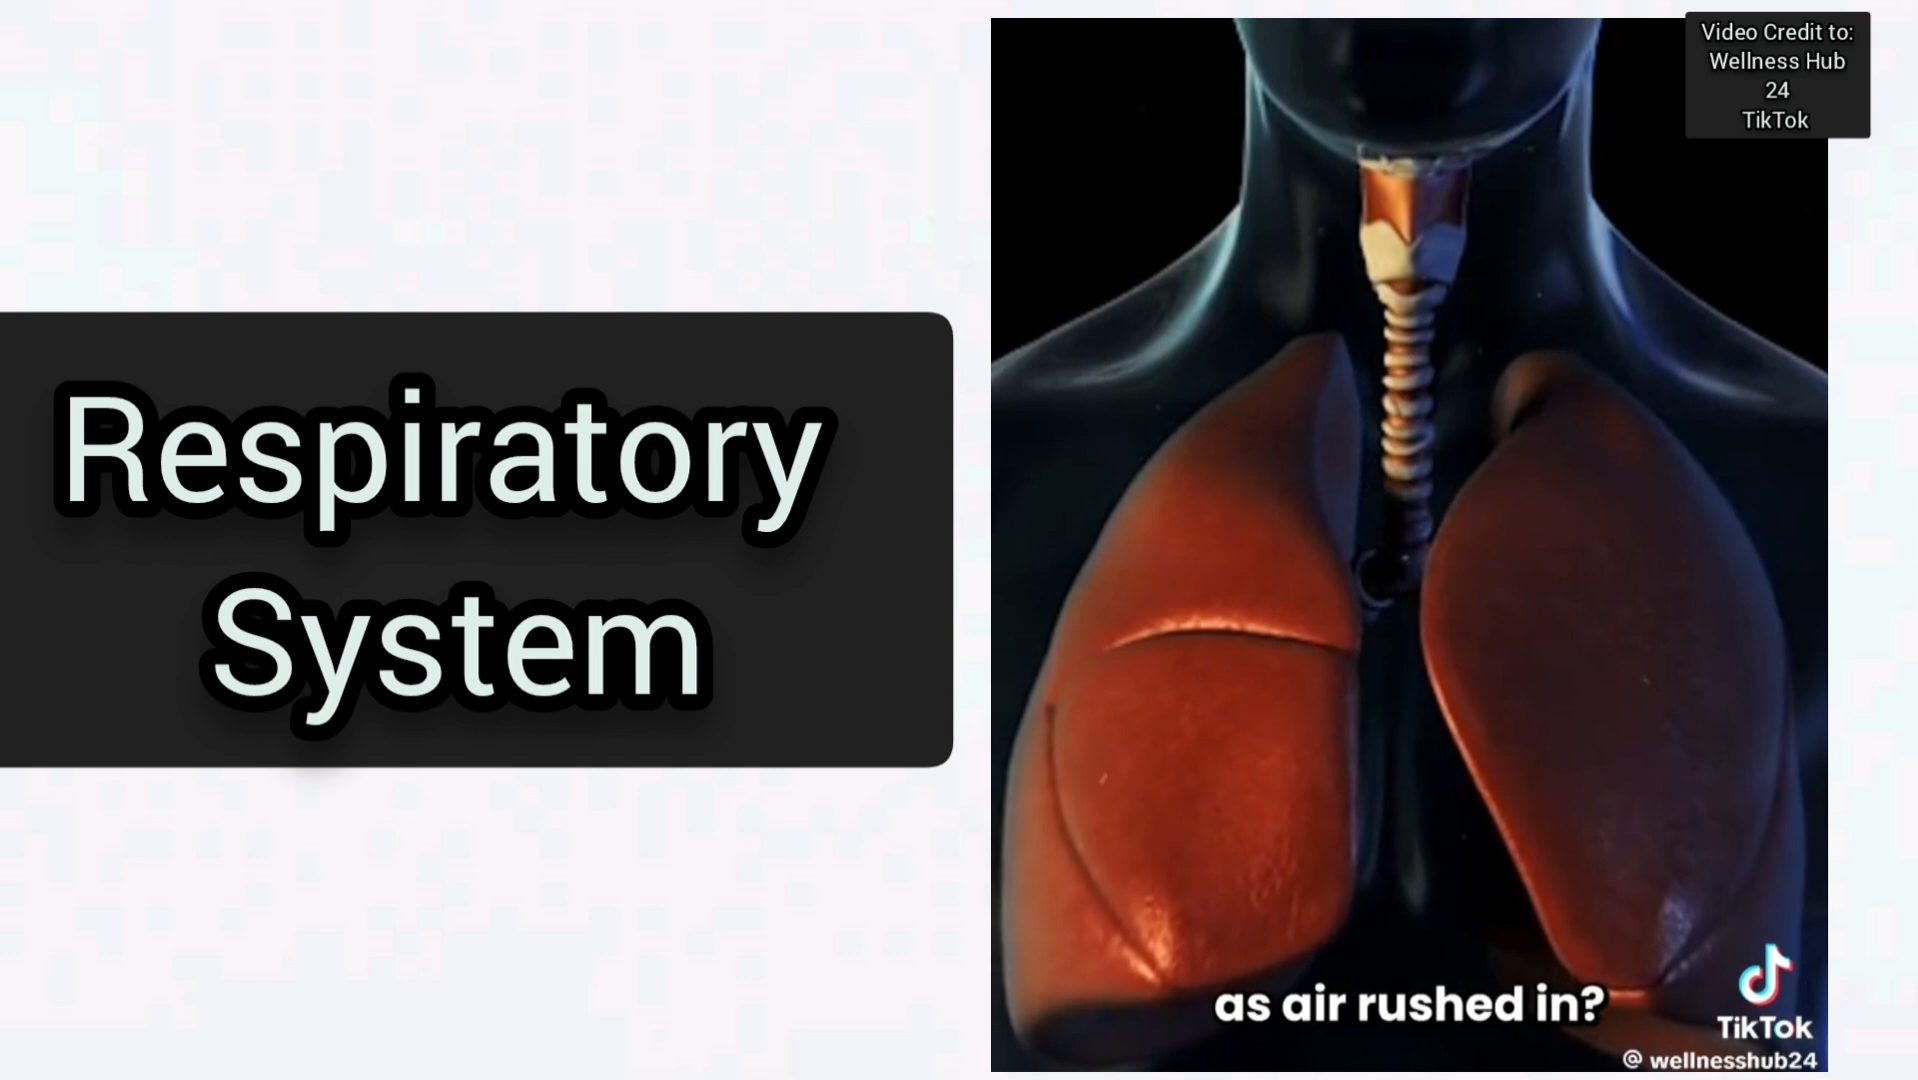 Respiratory
System
Video Credit to:
Wellness Hub
24
TikTok
as air rushed in?
TikTok
@ wellnesshub24